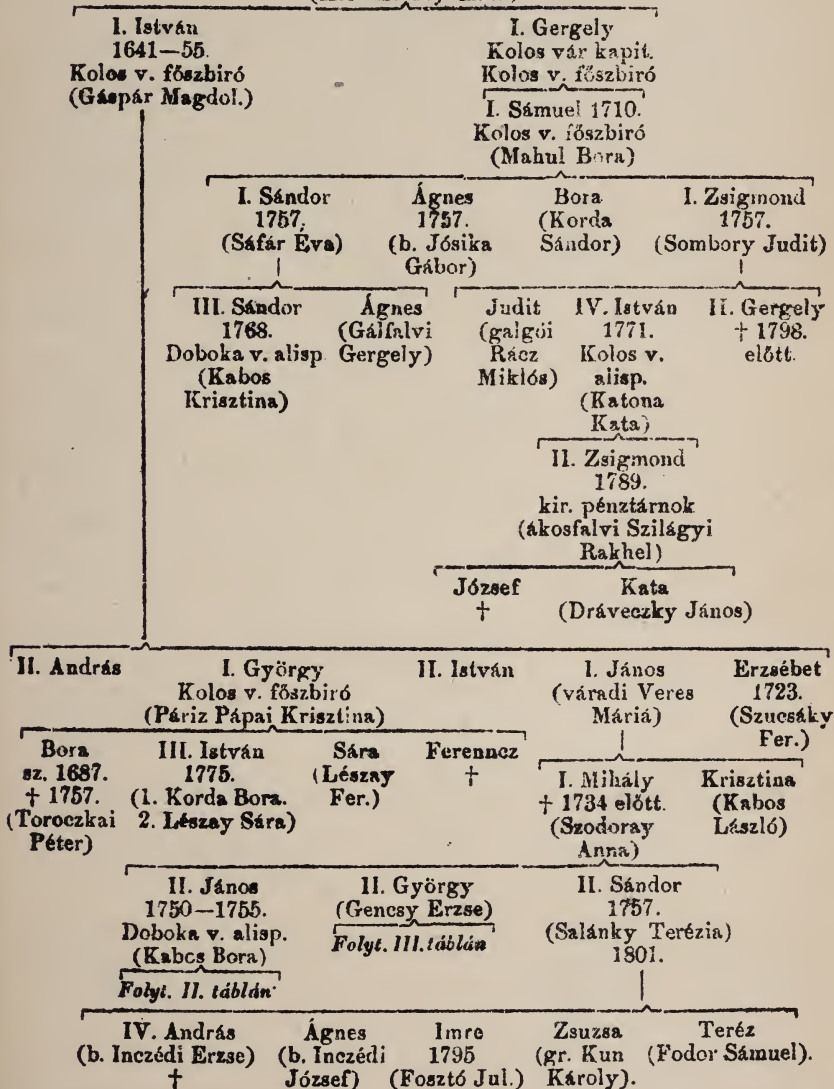 I. István
1641—55.
Kolos v. főszbiró
(Gáspár Magdol.)
I. Gergely
Kolos vár kapit.
Kolos v. főszbiró
I. Sámuel 1710.
Kolos v. főszbiró
(Mahul Bora)
I. Sándor
1757.
(Sáfár Éva)
Ágnes
1757.
(b. Jósika
Gábor)
Bora
(Korda
Sándor)
I. Zsigmond
1757.
(Sombory Judit)
III. Sándor
1768.
Doboka v. alisp
(Kabos
Krisztina)
Ágnes
(Gálfalvi
Gergely)
Judit
(galgói
Rácz
Miklós)
IV. István
1771.
Kolos v.
alisp.
(Katona
Kata)
II. Gergely
† 1798.
előtt.
II. Zsigmond
1789.
kir. pénztárnok
(ákosfalvi Szilágyi
Rakhel)
József
†
Kata
(Dráveczky János)
II. András
I. György
Kolos v. főszbiró
(Páriz Pápai Krisztina)
II. István
I. János
(váradi Veres
Máriá)
Erzsébet
1723.
(Szucsáky
Fer.)
Bora
sz. 1687.
† 1757.
(Toroczkai
Péter)
III. István
1775.
(1. Korda Bora.
2. Lészay Sára)
Sára
(Lészay
Fer.)
Ferenncz
†
I. Mihály
† 1734 előtt.
(Szodoray
Anna)
Krisztina
(Kabos
László)
II. János
1750—1755.
Doboka v. alisp.
(Kabcs Bora)
Folyt. II. táblán
II. György
(Gencsy Erzse)
Folyt. III. táblán
II. Sándor
1757.
(Salánky Terézia)
1801.
IV. András
(b. Inczédi Erzse)
†
Ágnes
(b. Inczédi
József)
Imre
1795
(Fosztó Jul.)
Zsuzsa
(gr. Kun
Károly).
Teréz
(Fodor Sámuel).